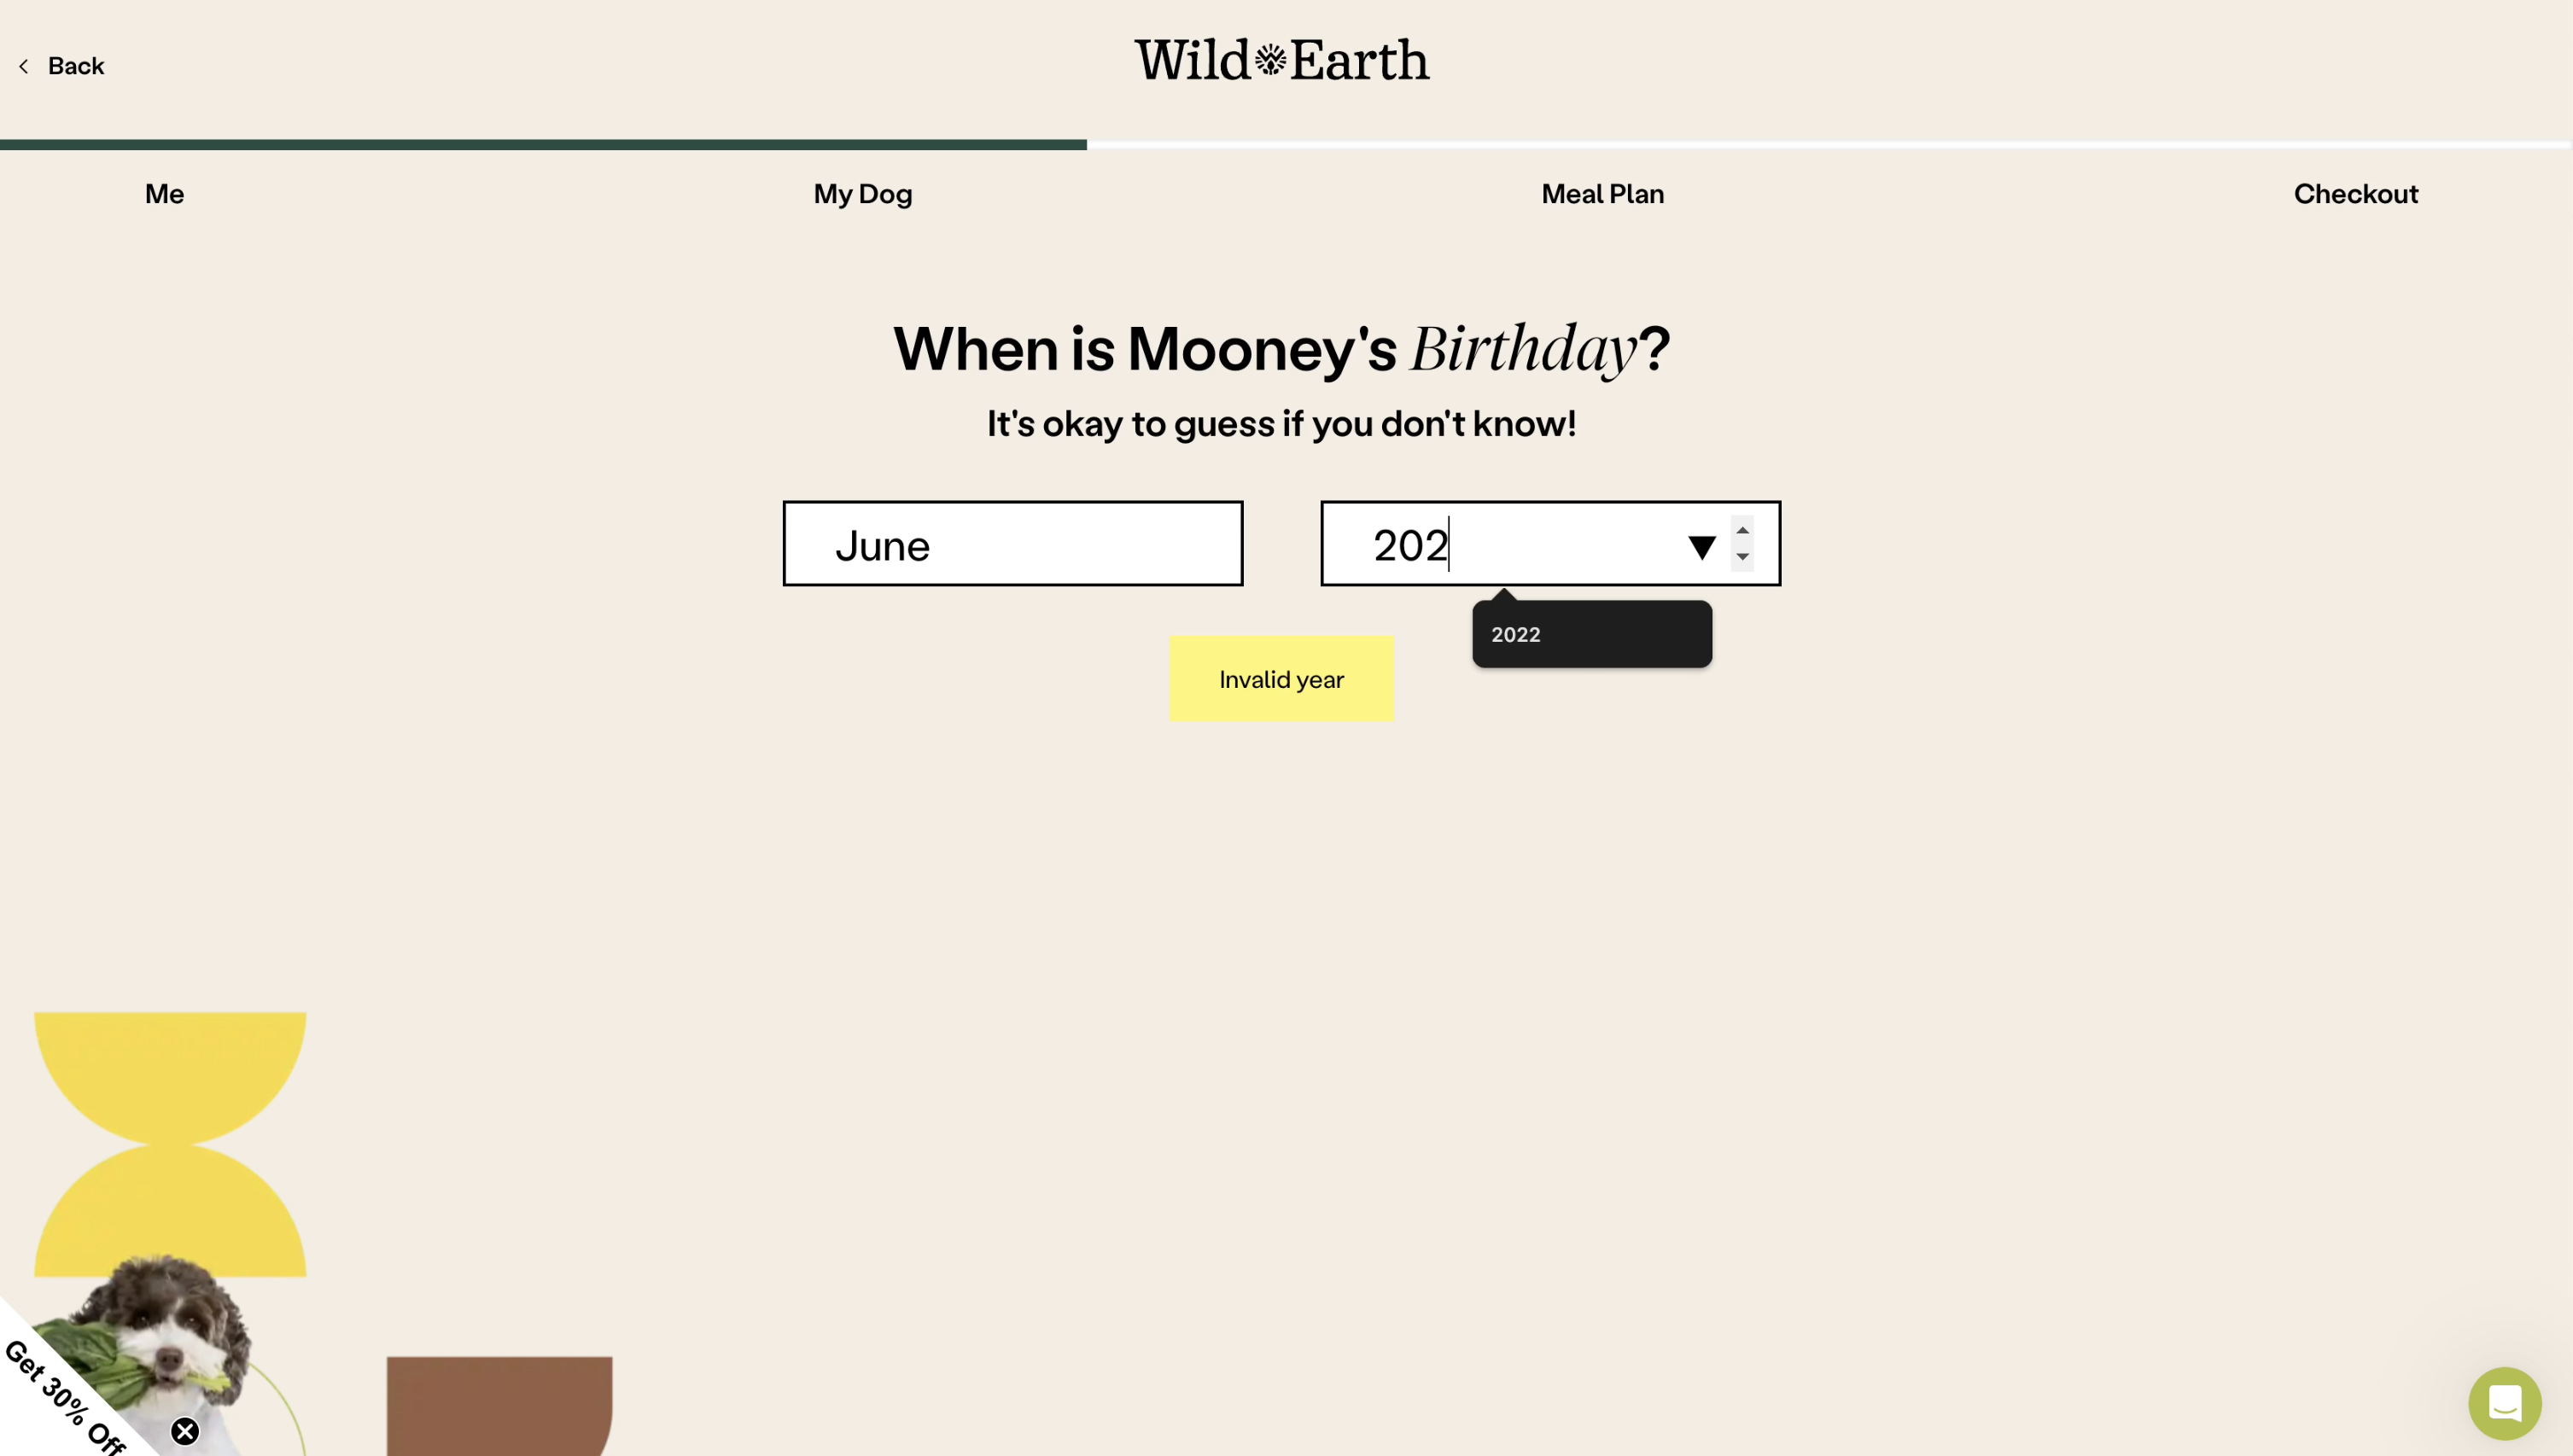 Back
Wild Earth
Me
My Dog
Meal Plan
Checkout
When is Mooney's Birthday?
It's okay to guess if you don't know!
June
202
2022
Invalid year
Get 30% Off